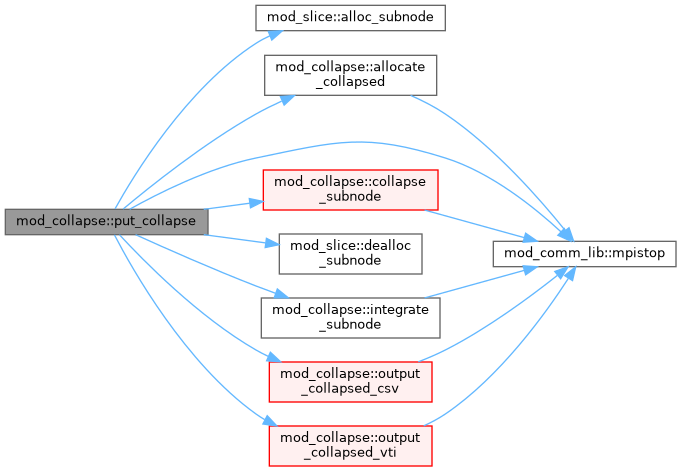 mod_slice::alloc_subnode
mod_collapse::allocate
_collapsed
mod_collapse::put_collapse
mod_collapse::collapse
_subnode
mod_slice::dealloc
_subnode
mod_comm_lib::mpistop
mod_collapse::integrate
_subnode
mod_collapse::output
_collapsed_csv
mod_collapse::output
_collapsed_vti